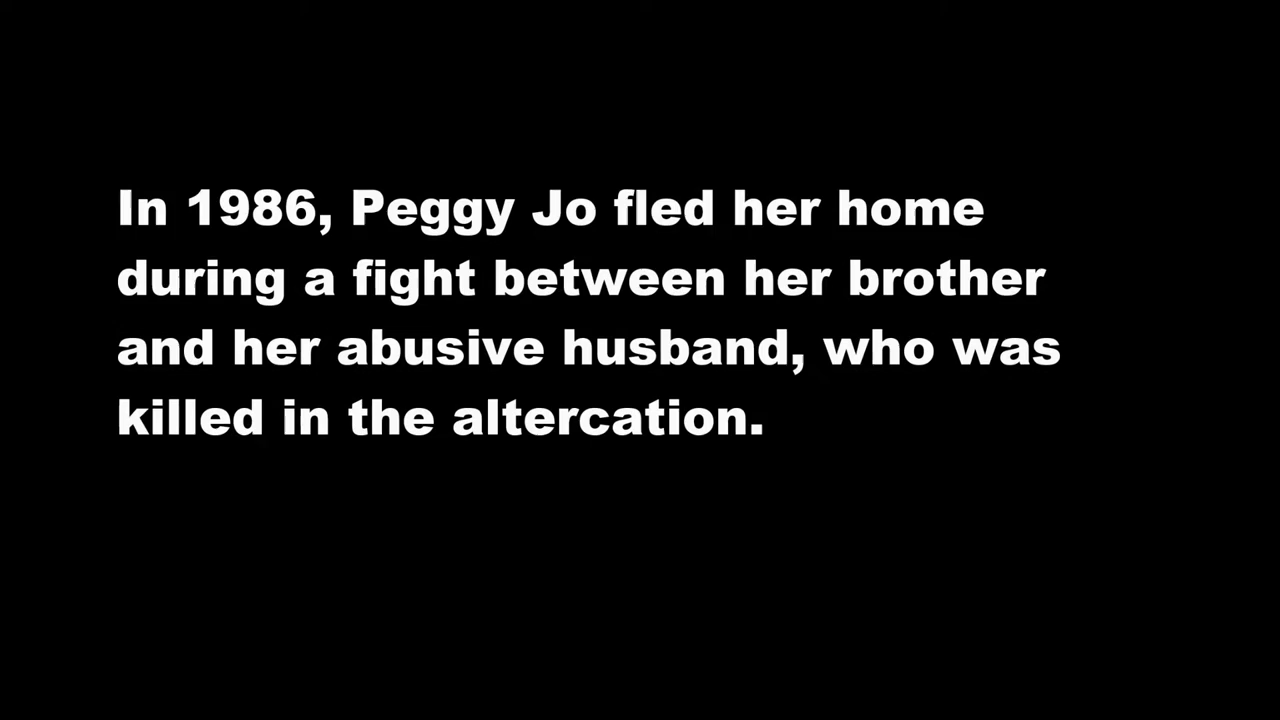 In 1986, Peggy Jo fled her home
during a fight between her brother
and her abusive husband, who was
killed in the altercation.